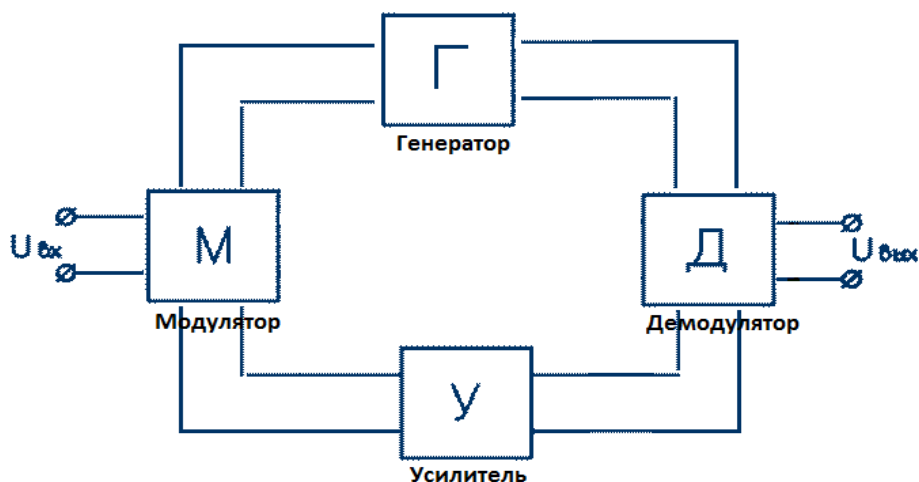 Г
Генератор
U вх
М
Модулятор
Д
Демодулятор
U вых
У
Усилитель